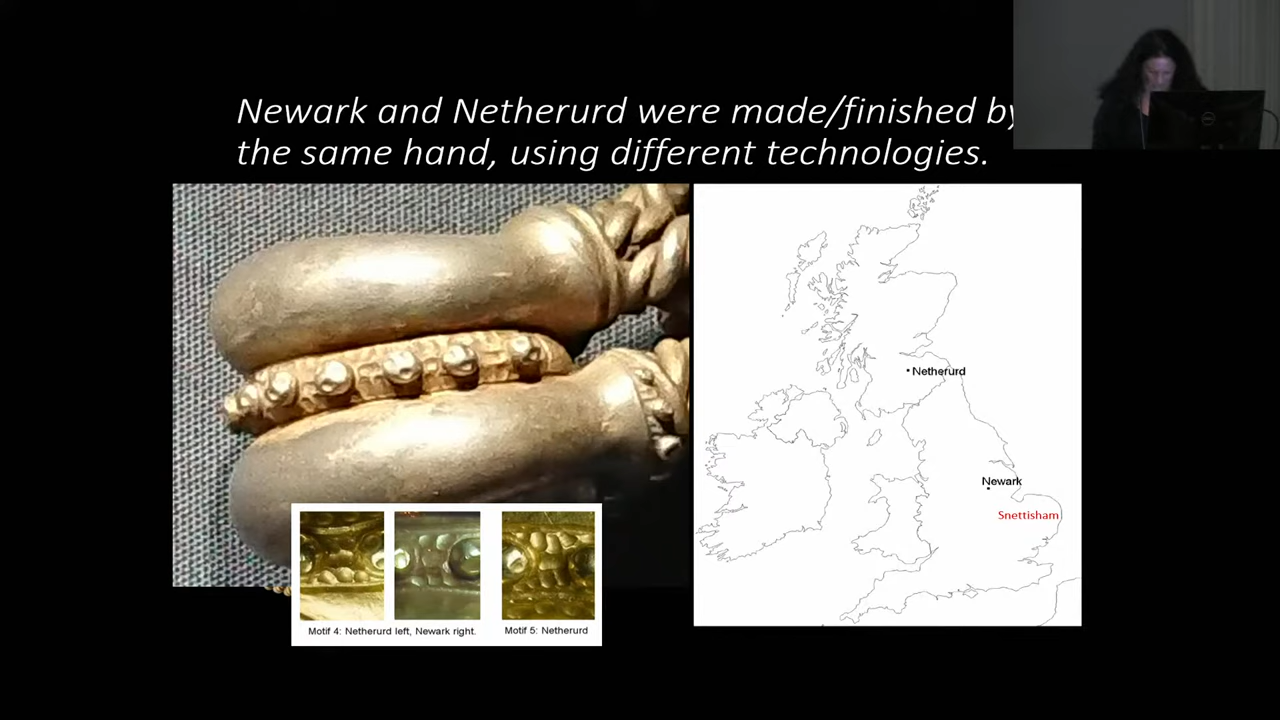 Newark and Netherurd were made/finished by
the same hand, using different technologies.
Netherurd
Newark
Snettisham
Motif 4: Netherurd left, Newark right.
Motif 5: Netherurd